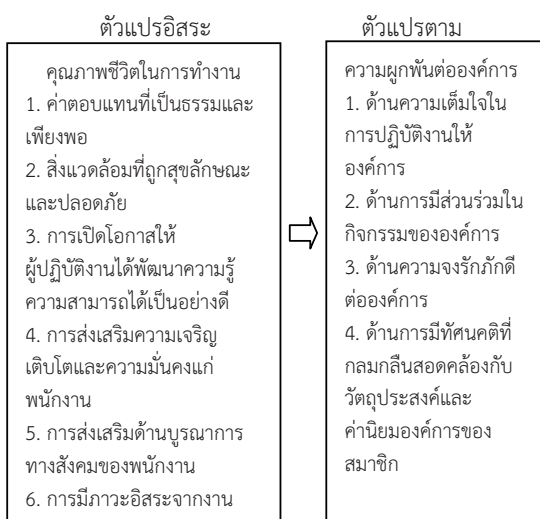 ตัวแปรอิสระ
คุณภาพชีวิตในการทำงาน
1. ค่าตอบแทนที่เป็นธรรมและ
เพียงพอ
2. สิ่งแวดล้อมที่ถูกสุขลักษณะ
และปลอดภัย
3. การเปิดโอกาสให้
ผู้ปฏิบัติงานได้พัฒนาความรู้
ความสามารถได้เป็นอย่างดี
4. การส่งเสริมความเจริญ
เติบโตและความมั่นคงแก่
พนักงาน
5. การส่งเสริมด้านบูรณาการ
ทางสังคมของพนักงาน
6. การมีภาวะอิสระจากงาน
ตัวแปรตาม
ความผูกพันต่อองค์การ
1. ด้านความเต็มใจใน
การปฏิบัติงานให้
องค์การ
2. ด้านการมีส่วนร่วมใน
กิจกรรมขององค์การ
3. ด้านความจงรักภักดี
ต่อองค์การ
4. ด้านการมีทัศนคติที่
กลมกลืนสอดคล้องกับ
วัตถุประสงค์และ
ค่านิยมองค์การของ
สมาชิก